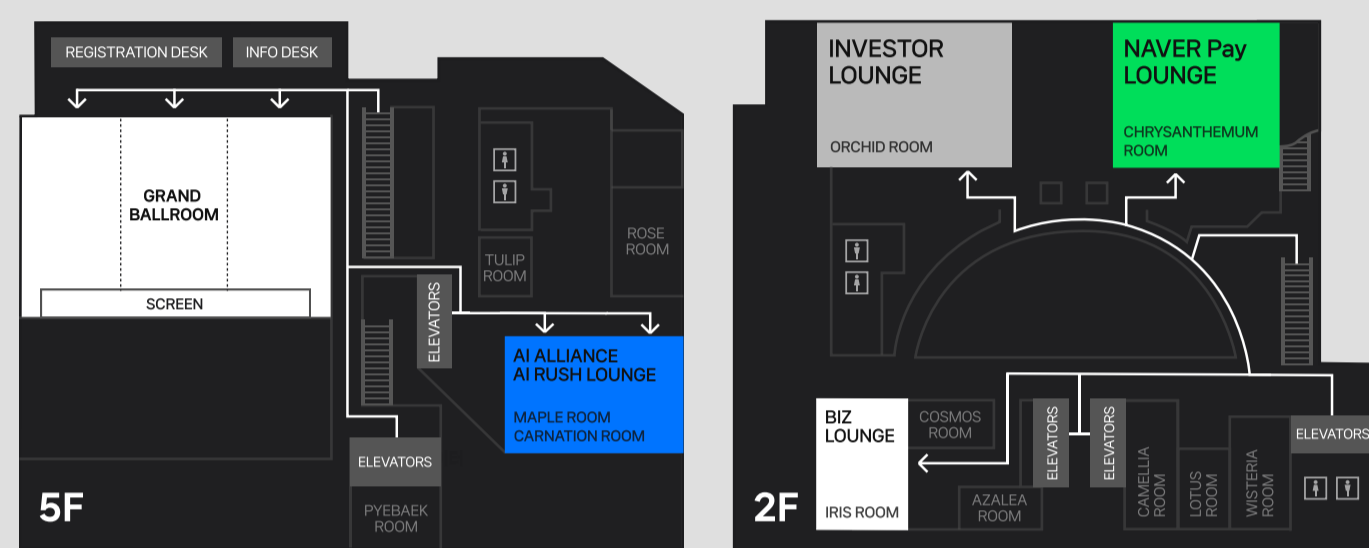 REGISTRATION DESK
INFO DESK
GRAND
BALLROOM
SCREEN
TULIP
ROOM
ROSE
ROOM
ELEVATORS
AI ALLIANCE
AI RUSH LOUNGE
MAPLE ROOM
CARNATION ROOM
ELEVATORS
PYEBAEK
ROOM
5F
INVESTOR
LOUNGE
ORCHID ROOM
NAVER Pay
LOUNGE
CHRYSANTHEMUM
ROOM
BIZ
LOUNGE
IRIS ROOM
COSMOS
ROOM
AZALEA
ROOM
ELEVATORS
ELEVATORS
CAMELLIA
ROOM
LOTUS
ROOM
WISTERIA
ROOM
ELEVATORS
2F